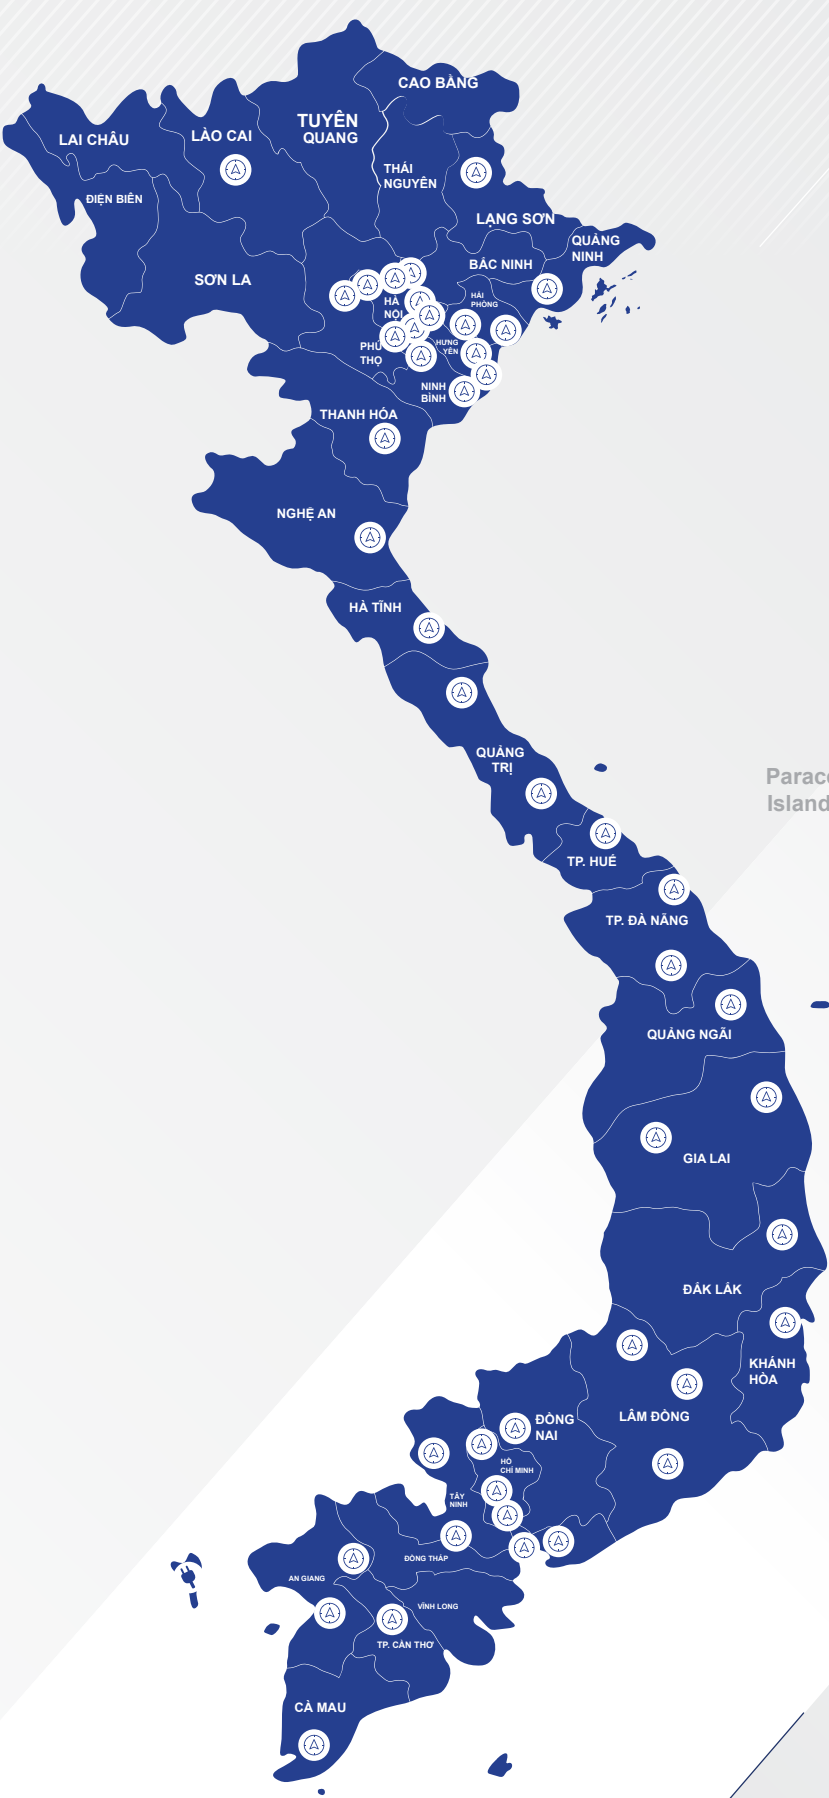 CAO BẰNG
TUYÊN
QUANG
LÀO CAI
LAI CHÂU
THÁI
NGUYÊN
ĐIỆN BIÊN
LẠNG SƠN
QUẢNG
NINH
BẮC NINH
SƠN LA
HẢI
PHÒNG
HÀ
NỘI
HƯNG
YÊN
PHÚ
THỌ
NINH
BÌNH
THANH HÓA
NGHỆ AN
HÀ TĨNH
QUẢNG
TRỊ
Parace
Island
TP. HUẾ
TP. ĐÀ NẴNG
QUẢNG NGÃI
GIA LAI
ĐẮK LẮK
KHÁNH
HÒA
LÂM ĐỒNG
ĐỒNG
NAI
HỒ
CHÍ MINH
TÂY
NINH
ĐỒNG THÁP
AN GIANG
VĨNH LONG
TP. CẦN THƠ
CÀ MAU